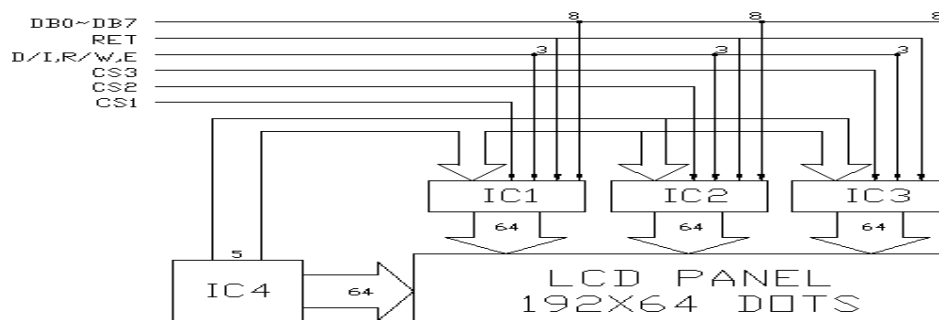 DB0~DB7 8 8 8
RET
D/I,R/W,E 3 3 3
CS3
CS2
CS1
IC1 IC2 IC3
64 64 64
5
IC4 64
LCD PANEL
192X64 DOTS